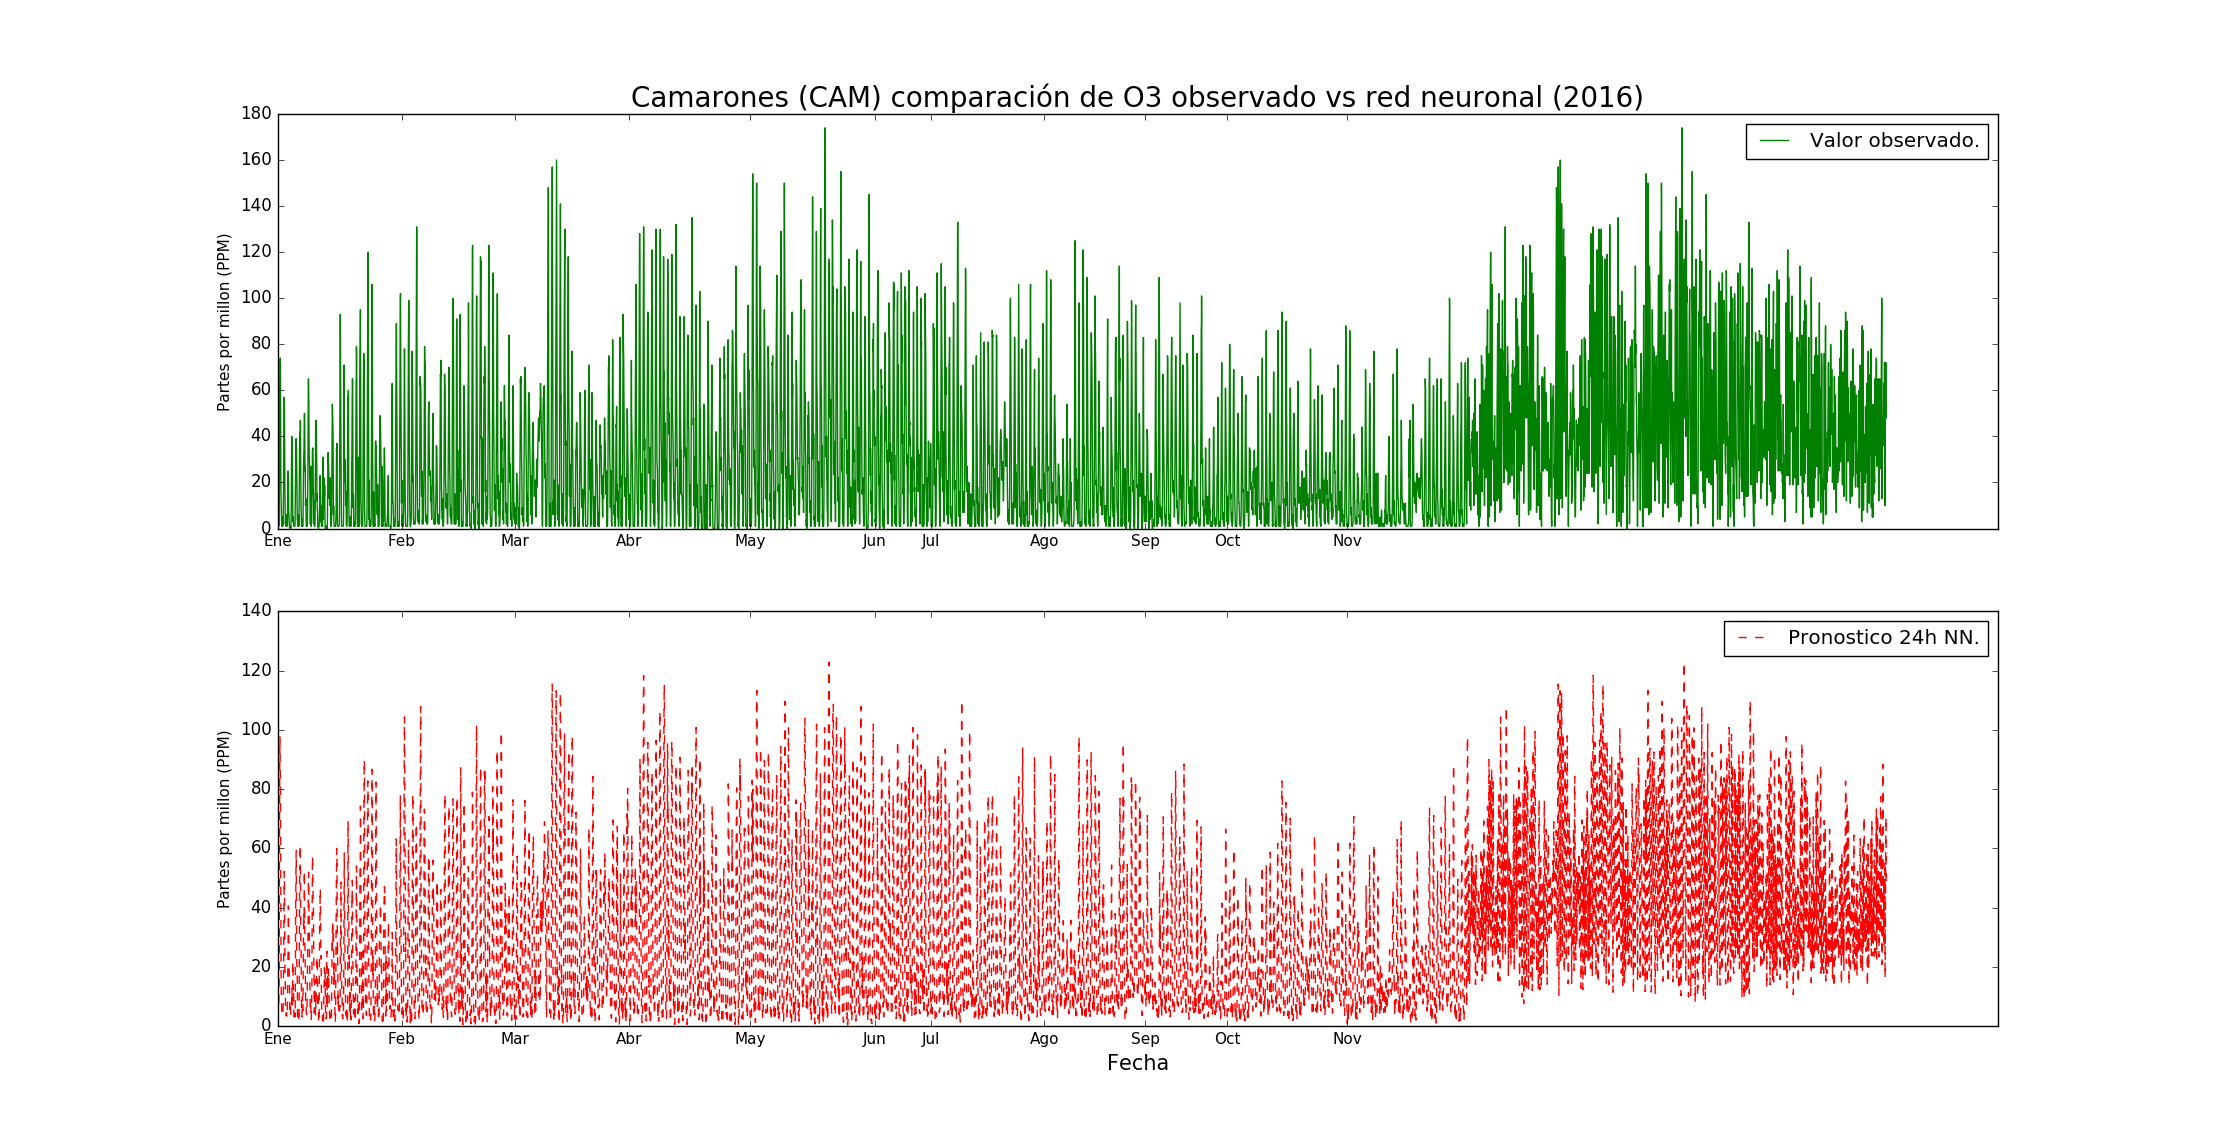 Camarones (CAM) comparación de O3 observado vs red neuronal (2016)
180
160
140
120
100
80
60
40
20
0
Partes por millon (PPM)
Valor observado.
Ene Feb Mar Abr May Jun Jul Ago Sep Oct Nov
140
120
100
80
60
40
20
0
Partes por millon (PPM)
Pronostico 24h NN.
Ene Feb Mar Abr May Jun Jul Ago Sep Oct Nov
Fecha